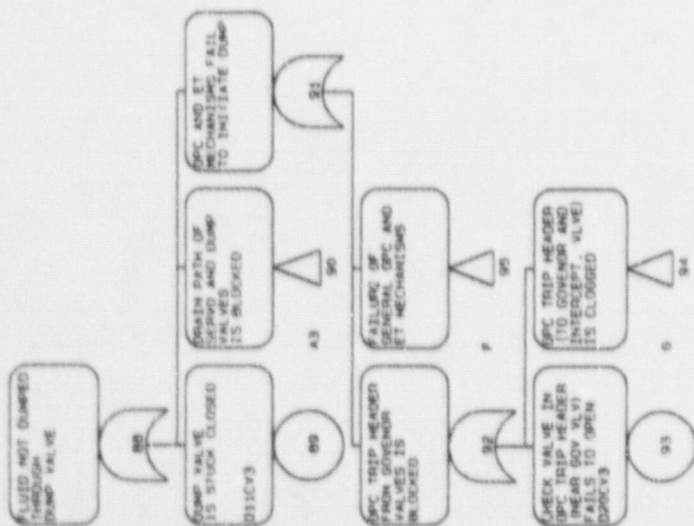 FLUID NOT DUMPED
THROUGH
DUMP VALVE
88
DUMP VALVE
IS STUCK CLOSED
D11CV3
89
DRAIN PATH OF
SERVO AND DUMP
VALVES
IS BLOCKED
A3
90
OPC AND ET
MECHANISMS FAIL
TO INITIATE DUMP
91
OPC TRIP HEADER
FROM GOVENOR
VALVES IS
BLOCKED
92
FAILURE OF
GENERAL OPC AND
ET MECHANISMS
F
95
CHECK VALVE IN
OPC TRIP HEADER
(NEAR GOV VLV)
FAILS TO OPEN
D20CV3
93
OPC TRIP HEADER
(TO GOVENOR AND
INTERCEPT. VLVE)
IS CLOGGED
G
94